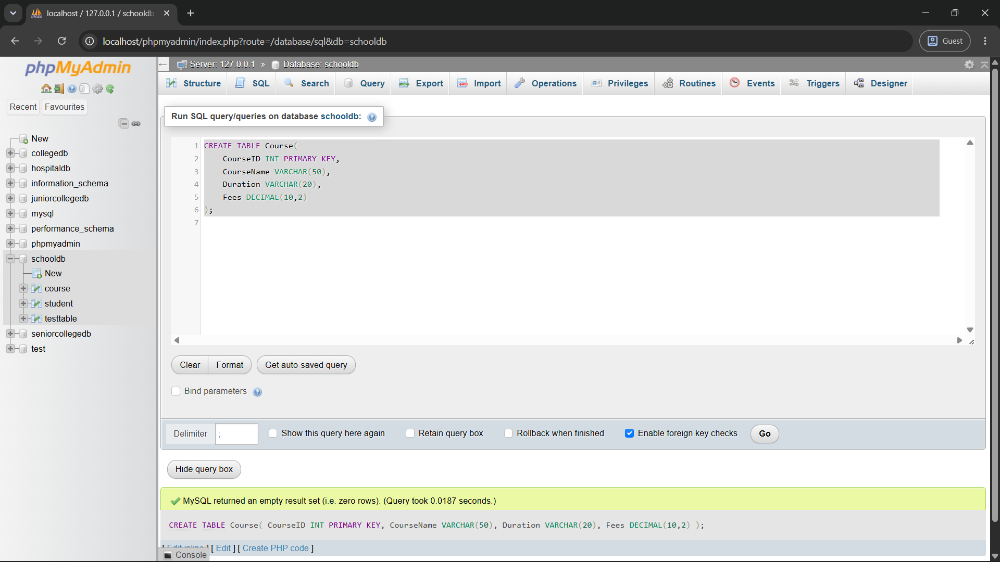 localhost / 127.0.0.1 / schooldb
localhost/phpmyadmin/index.php?route=/database/sql&db=schooldb
Guest
phpMyAdmin
Recent
Favourites
New
collegedb
hospitaldb
information_schema
juniorcollegedb
mysql
performance_schema
phpmyadmin
schooldb
New
course
student
testtable
seniorcollegedb
test
Server: 127.0.0.1 » Database: schooldb
Structure
SQL
Search
Query
Export
Import
Operations
Privileges
Routines
Events
Triggers
Designer
Run SQL query/queries on database schooldb:
1 CREATE TABLE Course(
2 CourseID INT PRIMARY KEY,
3 CourseName VARCHAR(50),
4 Duration VARCHAR(20),
5 Fees DECIMAL(10,2)
6 );
7
Clear
Format
Get auto-saved query
Bind parameters
Delimiter ;
Show this query here again
Retain query box
Rollback when finished
Enable foreign key checks
Go
Hide query box
MySQL returned an empty result set (i.e. zero rows). (Query took 0.0187 seconds.)
CREATE TABLE Course( CourseID INT PRIMARY KEY, CourseName VARCHAR(50), Duration VARCHAR(20), Fees DECIMAL(10,2) );
[ Edit inline ] [ Edit ] [ Create PHP code ]
Console